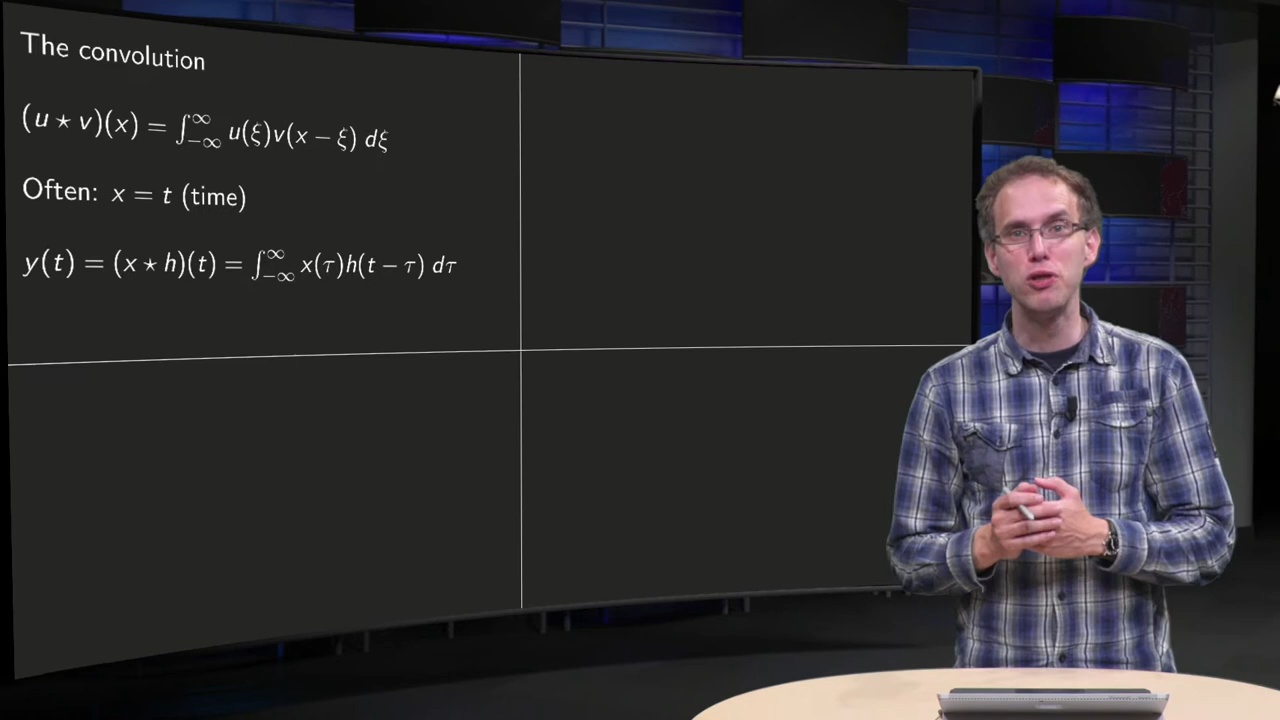 The convolution
(u ⋆ v)(x) = ∫_{−∞}^{∞} u(ξ)v(x − ξ) dξ
Often: x = t (time)
y(t) = (x ⋆ h)(t) = ∫_{−∞}^{∞} x(τ)h(t − τ) dτ